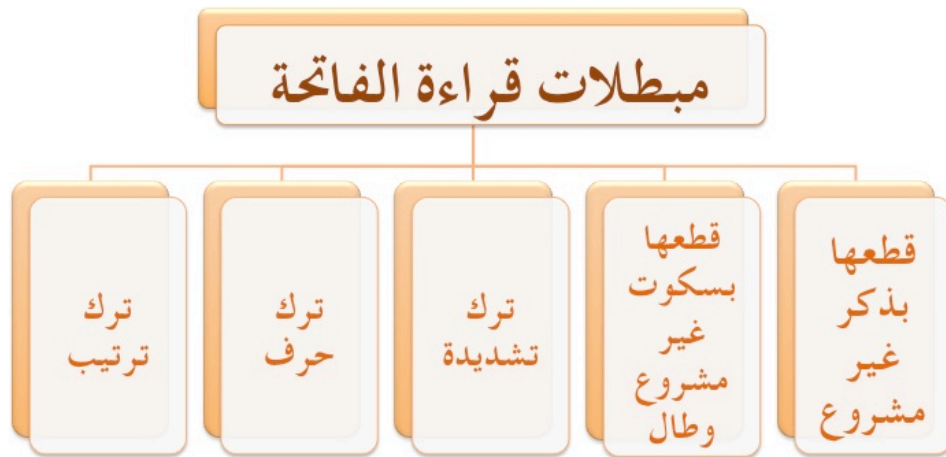 مبطلات قراءة الفاتحة
قطعها
بذكر
غير
مشروع
قطعها
بسكوت
غير
مشروع
وطال
ترك
تشديدة
ترك
حرف
ترك
ترتيب